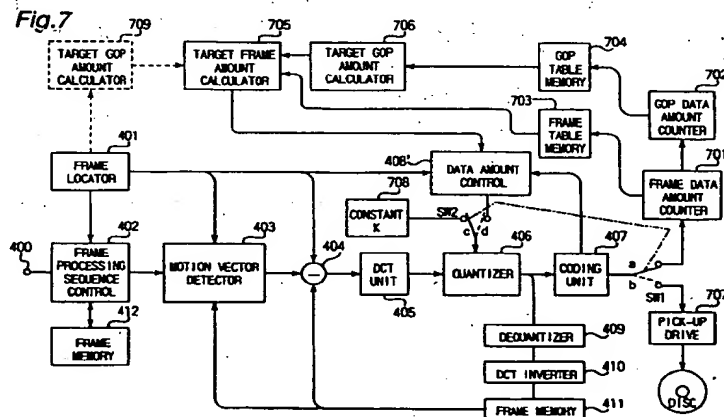 Fig.7
709
TARGET GOP
AMOUNT
CALCULATOR
705
TARGET FRAME
AMOUNT
CALCULATOR
706
TARGET GOP
AMOUNT
CALCULATOR
704
GOP
TABLE
MEMORY
702
GOP DATA
AMOUNT
COUNTER
703
FRAME
TABLE
MEMORY
701
FRAME DATA
AMOUNT
COUNTER
401
FRAME
LOCATOR
408'
DATA AMOUNT
CONTROL
708
CONSTANT
K
SW2
c
d
400
402
FRAME
PROCESSING
SEQUENCE
CONTROL
403
MOTION VECTOR
DETECTOR
404
−
DCT
UNIT
405
406
QUANTIZER
407
CODING
UNIT
a
b
SW1
707
PICK-UP
DRIVE
412
FRAME
MEMORY
409
DEQUANTIZER
410
DCT INVERTER
411
FRAME MEMORY
DISC